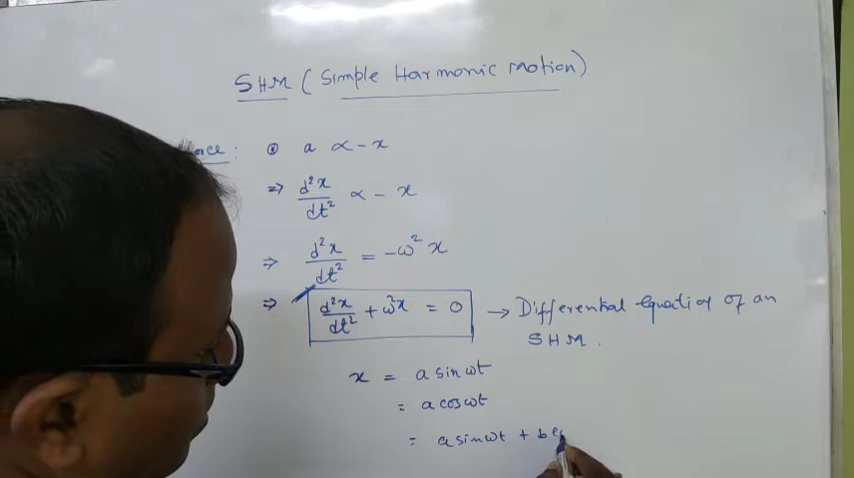 SHM (Simple Harmonic Motion)
: ① a ∝ - x
⇒ d²x/dt² ∝ - x
⇒ d²x/dt² = -ω² x
⇒ d²x/dt² + ω²x = 0 → Differential equation of an
SHM.
x = a sin ωt
= a cos ωt
= a sin ωt + b